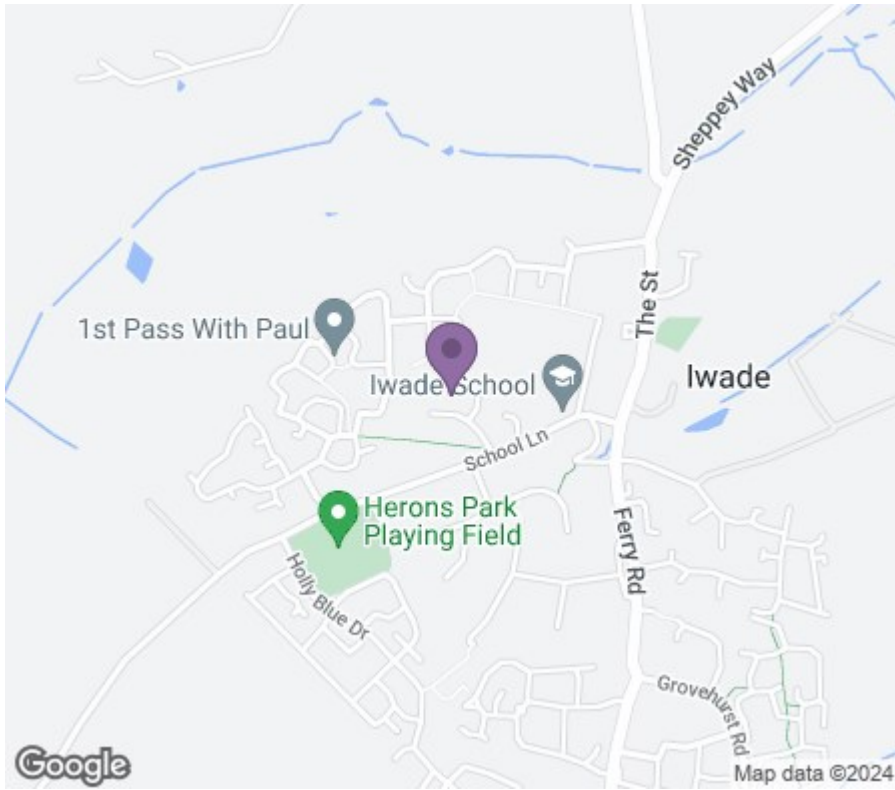 Sheppey Way
The St
1st Pass With Paul
Iwade School
Iwade
School Ln
Herons Park
Playing Field
Ferry Rd
Holly Blue Dr
Grovehurst Rd
Google
Map data ©2024